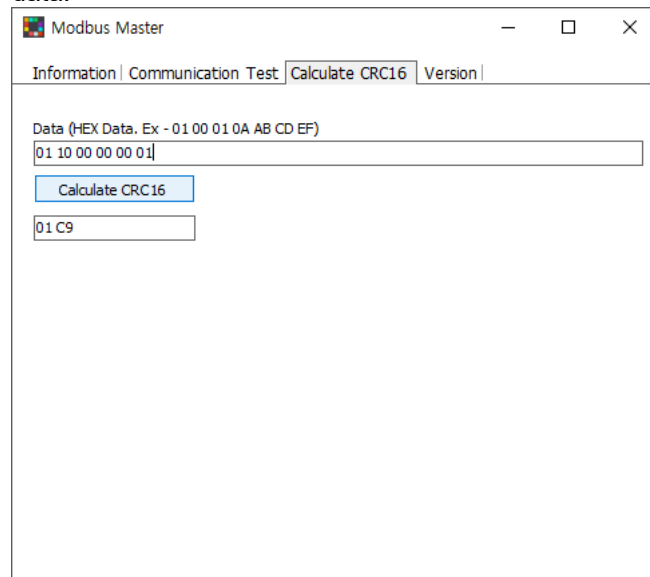 Modbus Master
Information Communication Test Calculate CRC16 Version
Data (HEX Data. Ex - 01 00 01 0A AB CD EF)
01 10 00 00 00 01
Calculate CRC16
01 C9